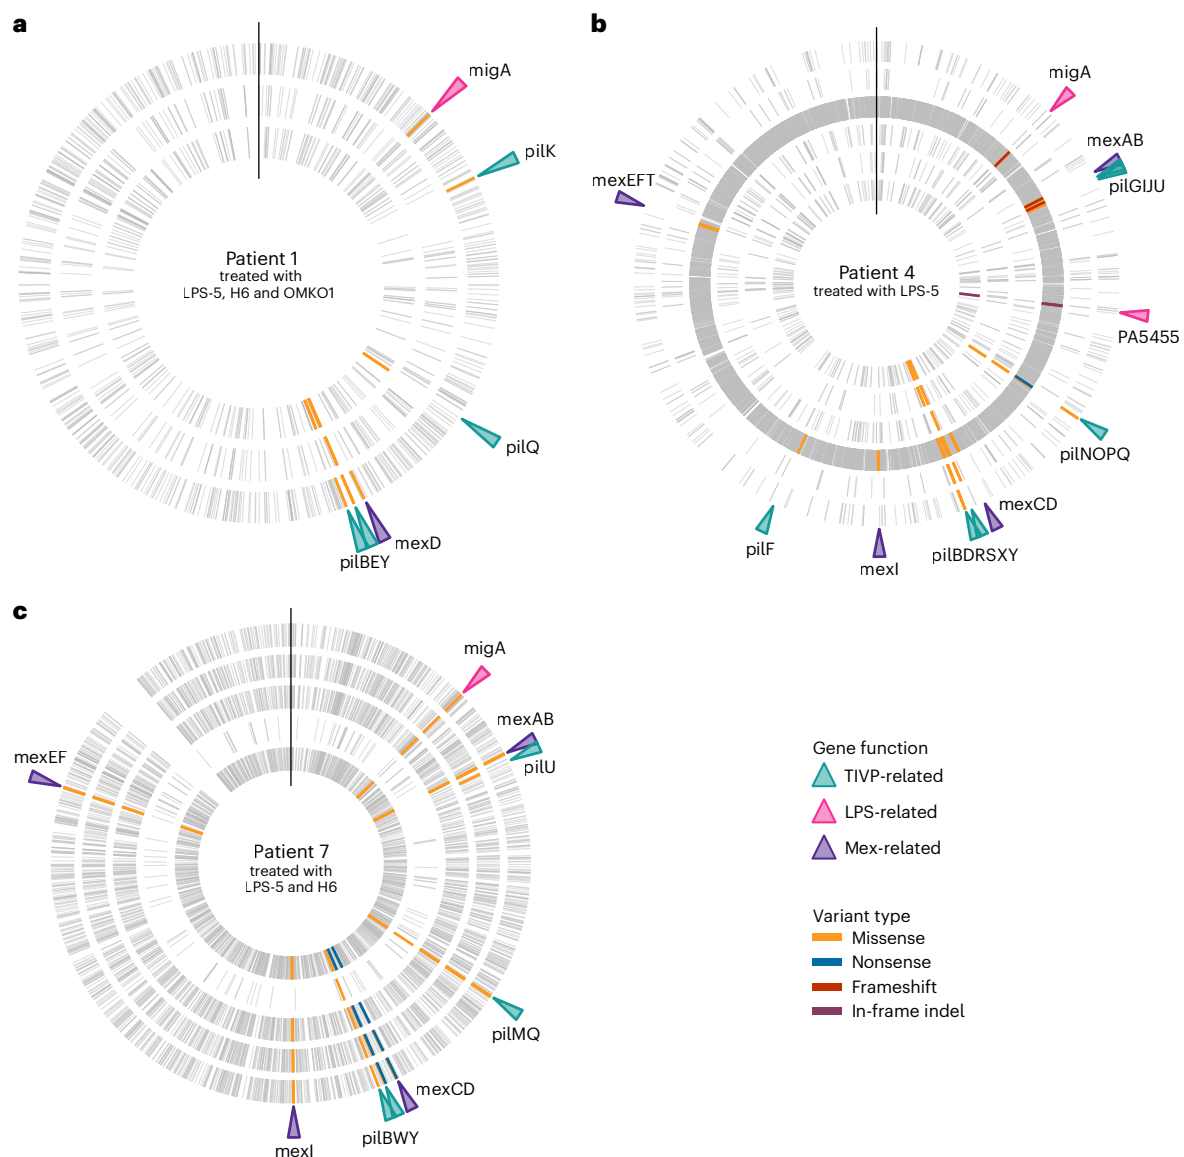 a
migA
pilK
Patient 1
treated with
LPS-5, H6 and OMKO1
pilQ
mexD
pilBEY
b
migA
mexAB
pilGIJU
mexEFT
Patient 4
treated with LPS-5
PA5455
pilNOPQ
mexCD
pilF
pilBDRSXY
mexI
c
migA
mexAB
pilU
mexEF
Patient 7
treated with
LPS-5 and H6
pilMQ
mexCD
pilBWY
mexI
Gene function
TIVP-related
LPS-related
Mex-related
Variant type
Missense
Nonsense
Frameshift
In-frame indel